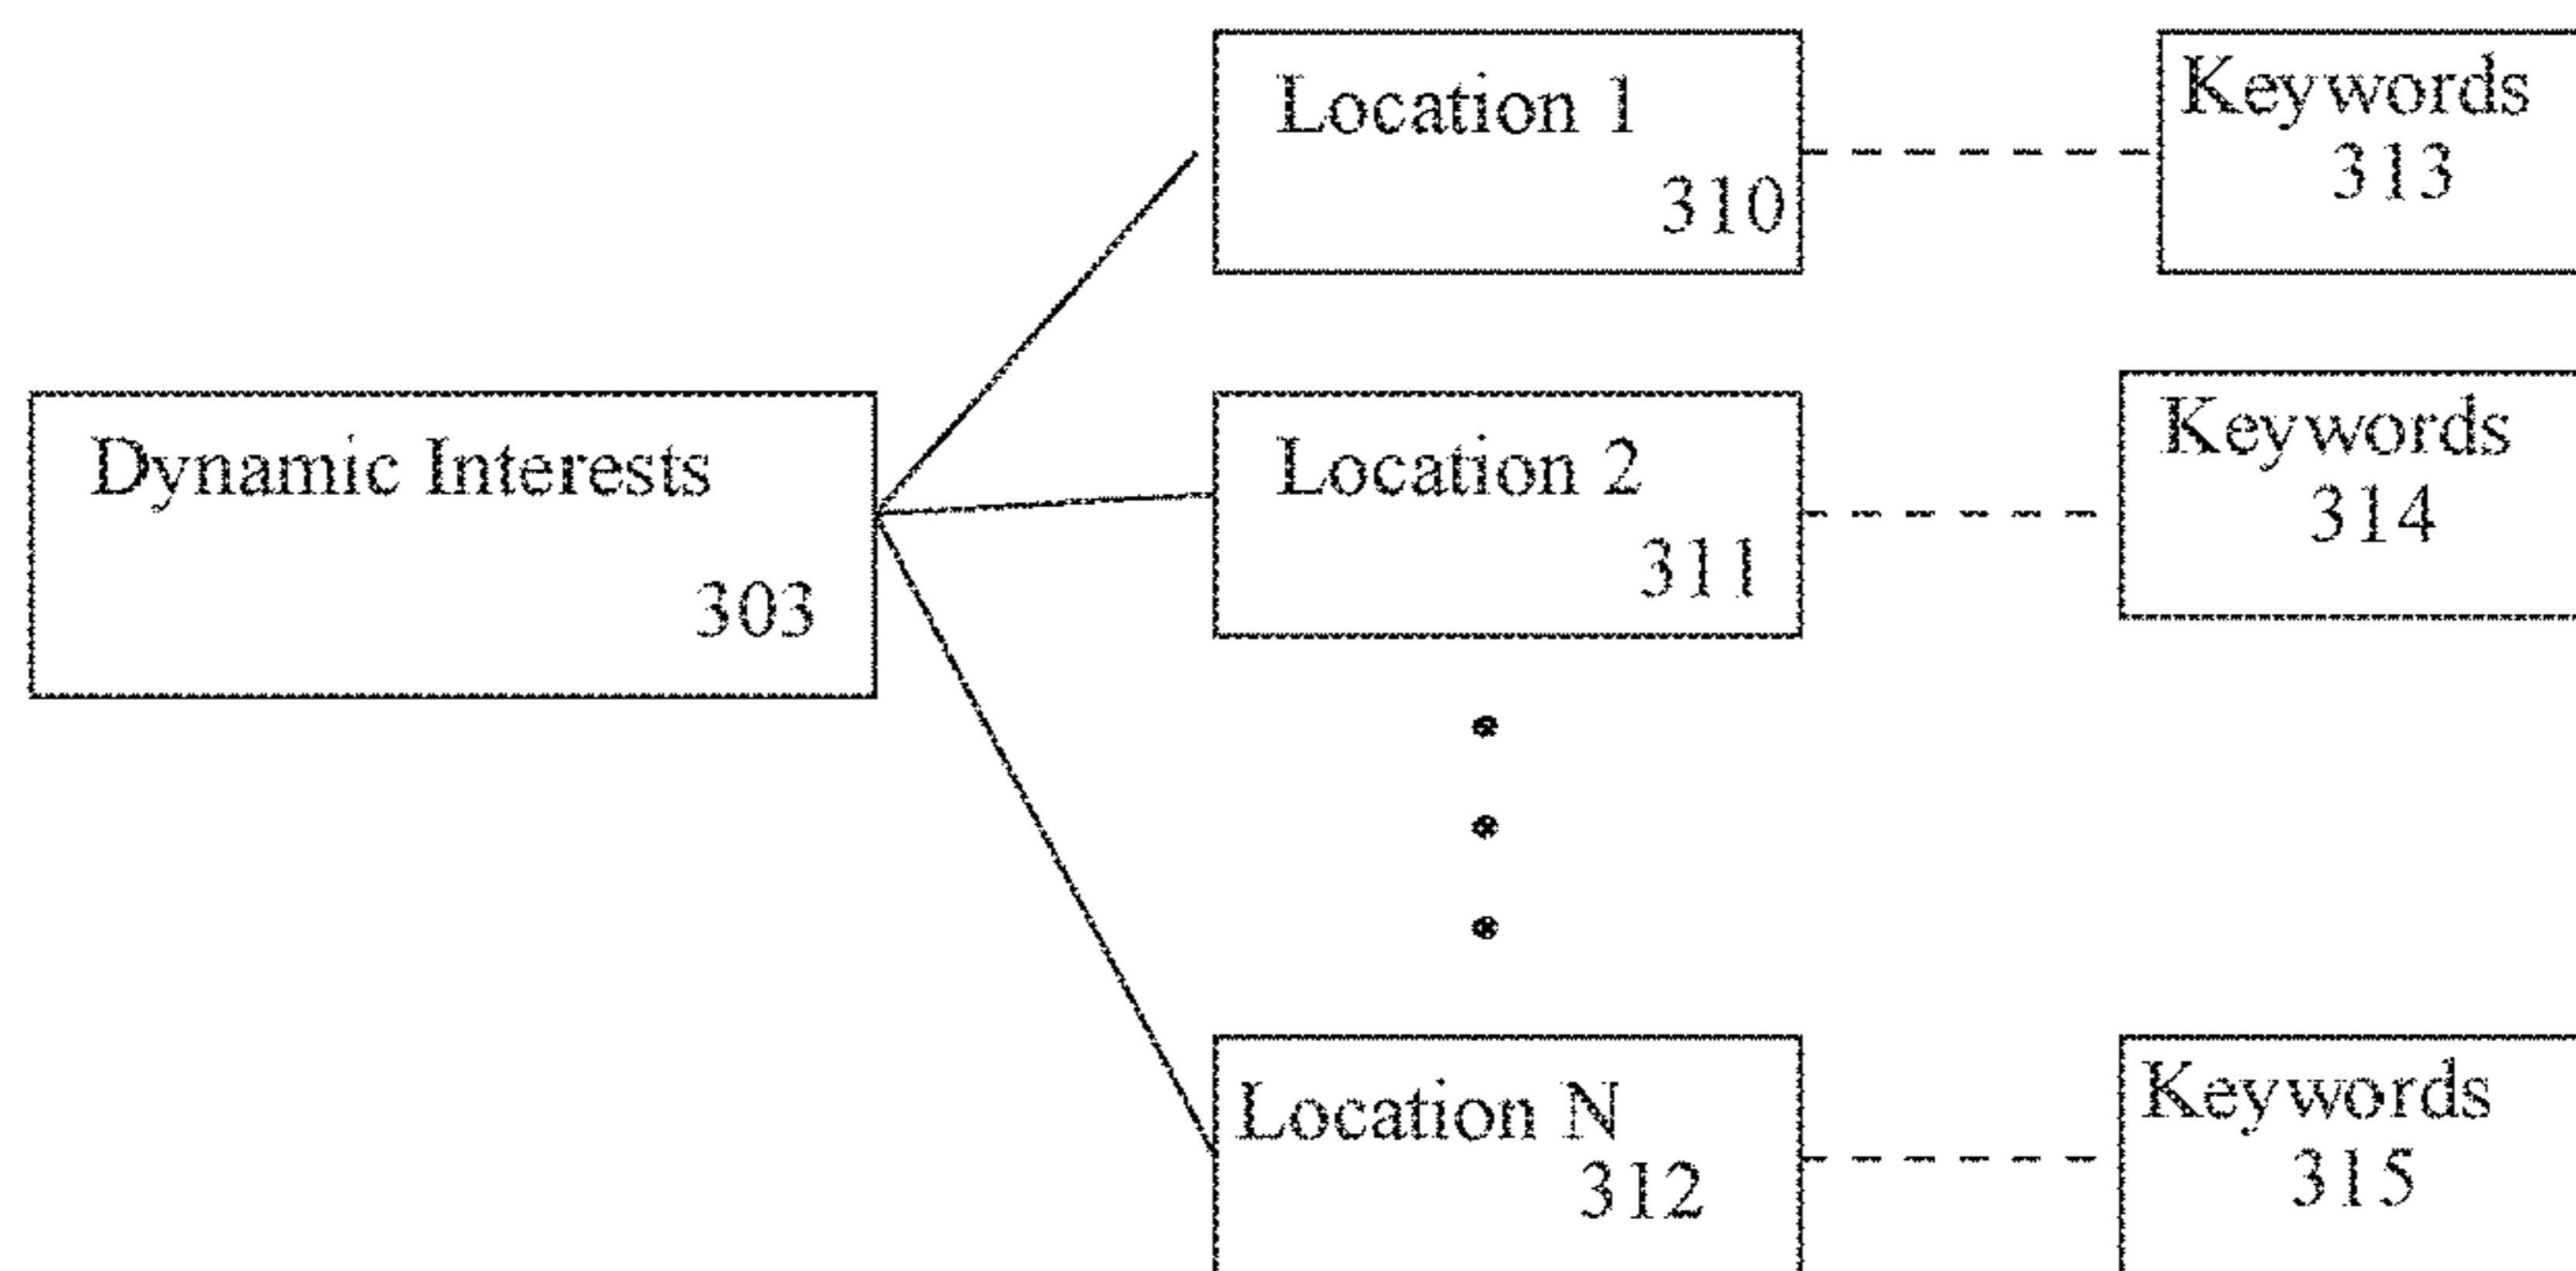 Location 1
310
Keywords
313
Dynamic Interests
303
Location 2
311
Keywords
314
Location N
312
Keywords
315